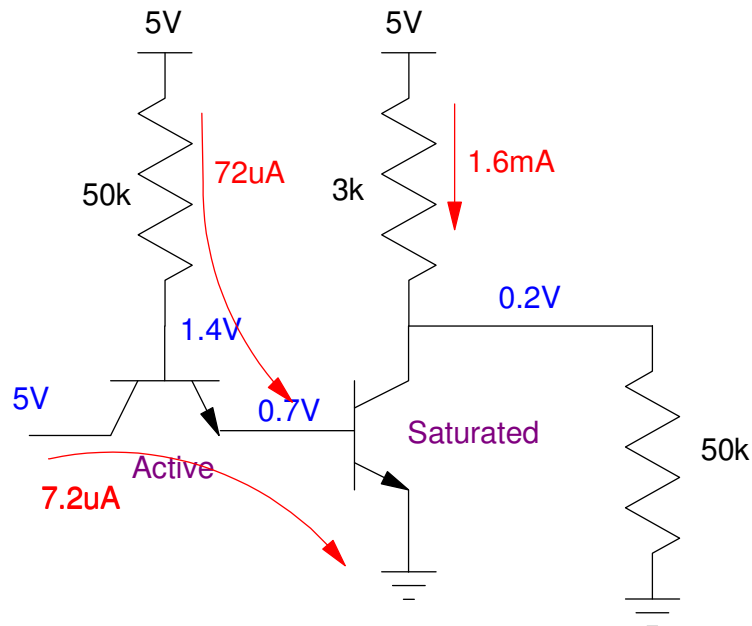 5V
5V
72uA
1.6mA
50k
3k
0.2V
1.4V
5V
0.7V
Saturated
50k
Active
7.2uA